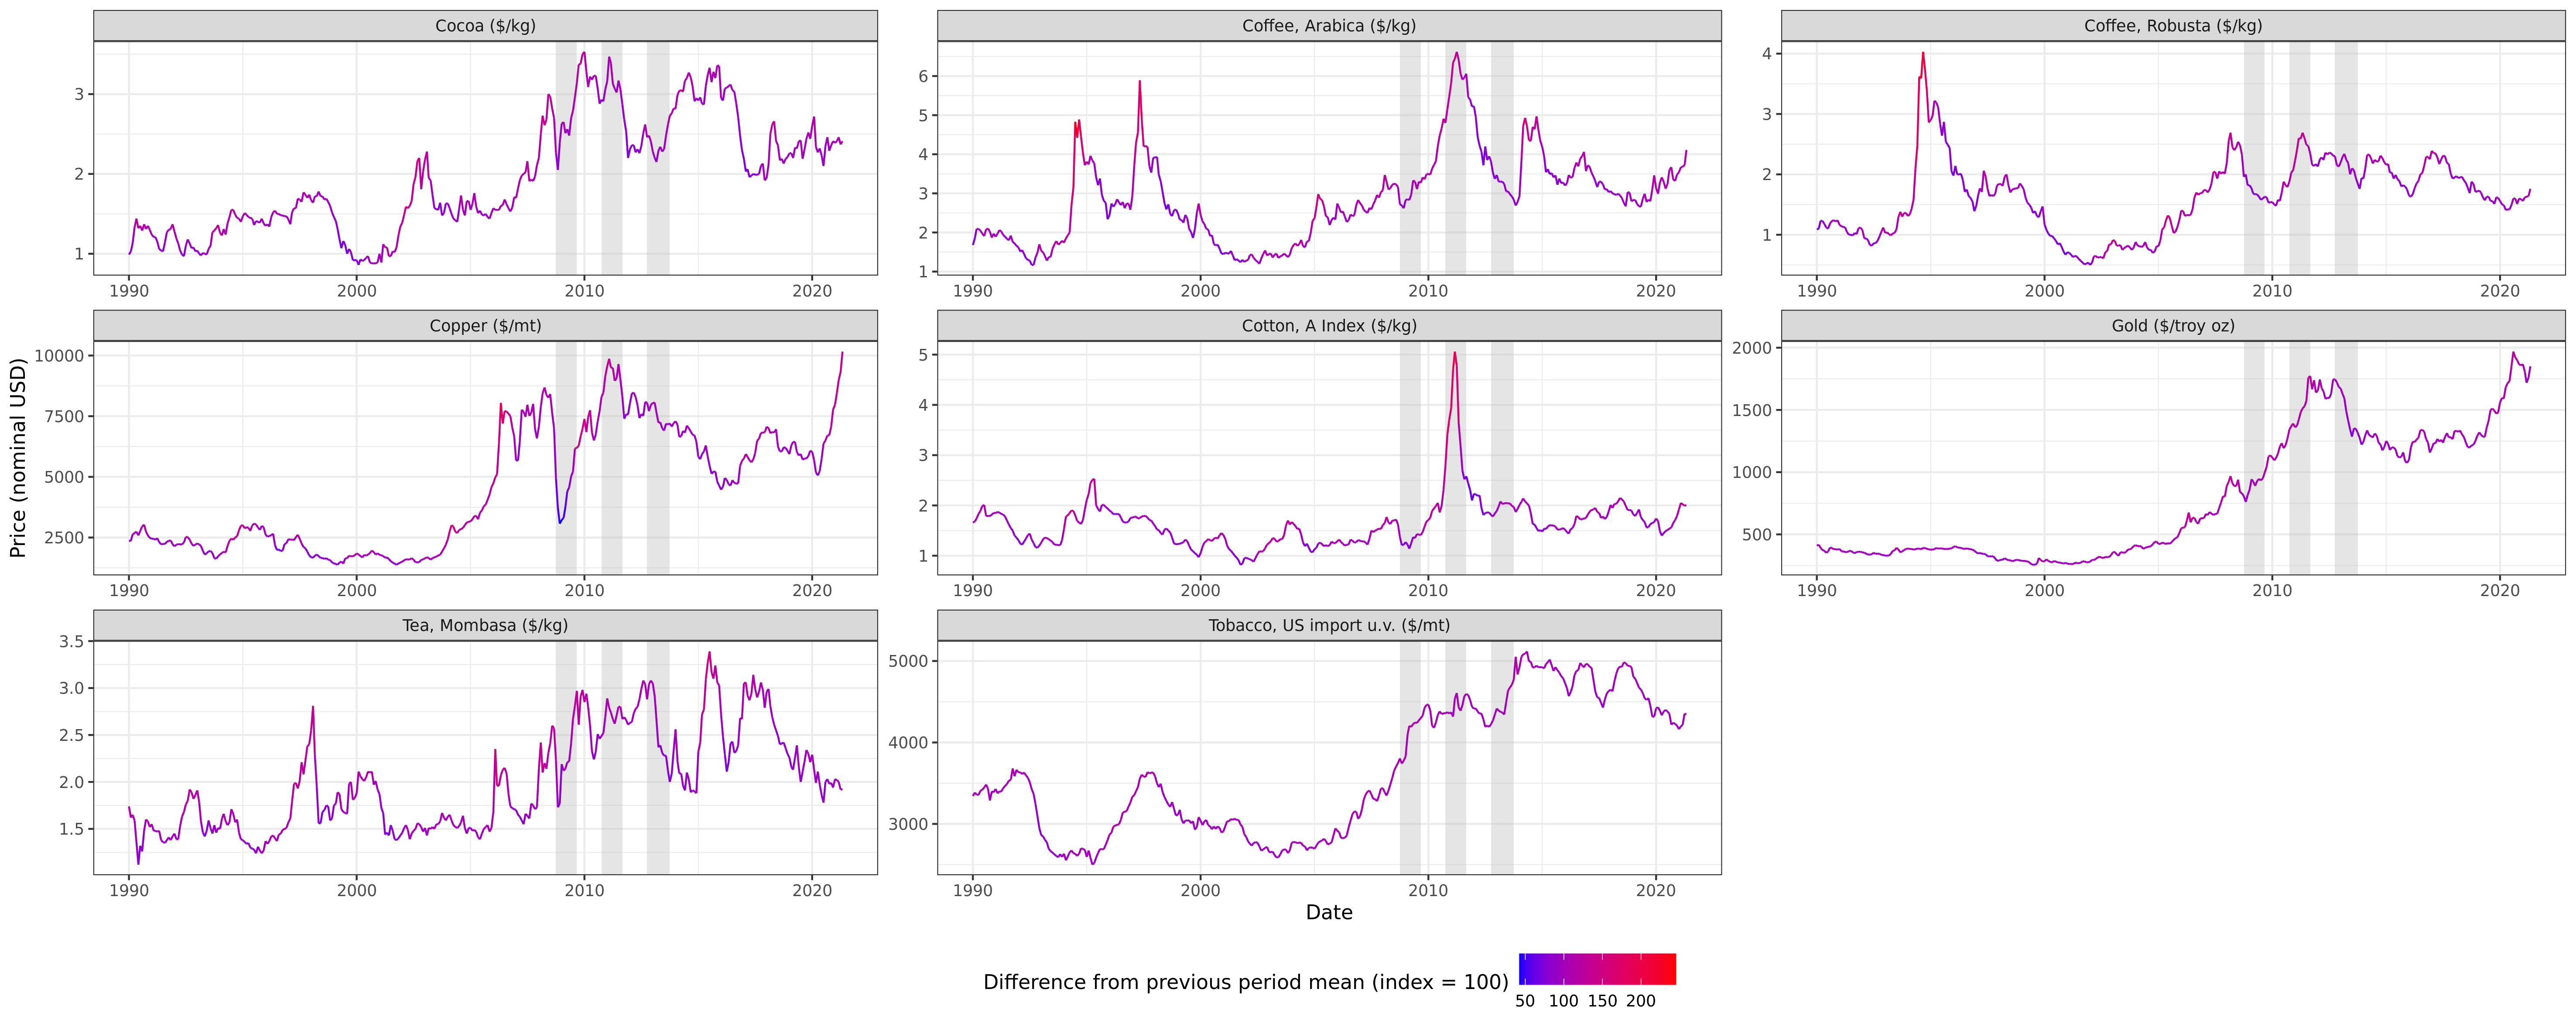 Cocoa ($/kg)
Coffee, Arabica ($/kg)
Coffee, Robusta ($/kg)
3
2
1
6
5
4
3
2
1
4
3
2
1
1990 2000 2010 2020
1990 2000 2010 2020
1990 2000 2010 2020
Price (nominal USD)
Copper ($/mt)
Cotton, A Index ($/kg)
Gold ($/troy oz)
10000
7500
5000
2500
5
4
3
2
1
2000
1500
1000
500
1990 2000 2010 2020
1990 2000 2010 2020
1990 2000 2010 2020
Tea, Mombasa ($/kg)
Tobacco, US import u.v. ($/mt)
3.5
3.0
2.5
2.0
1.5
5000
4000
3000
1990 2000 2010 2020
1990 2000 2010 2020
Date
Difference from previous period mean (index = 100)
50 100 150 200